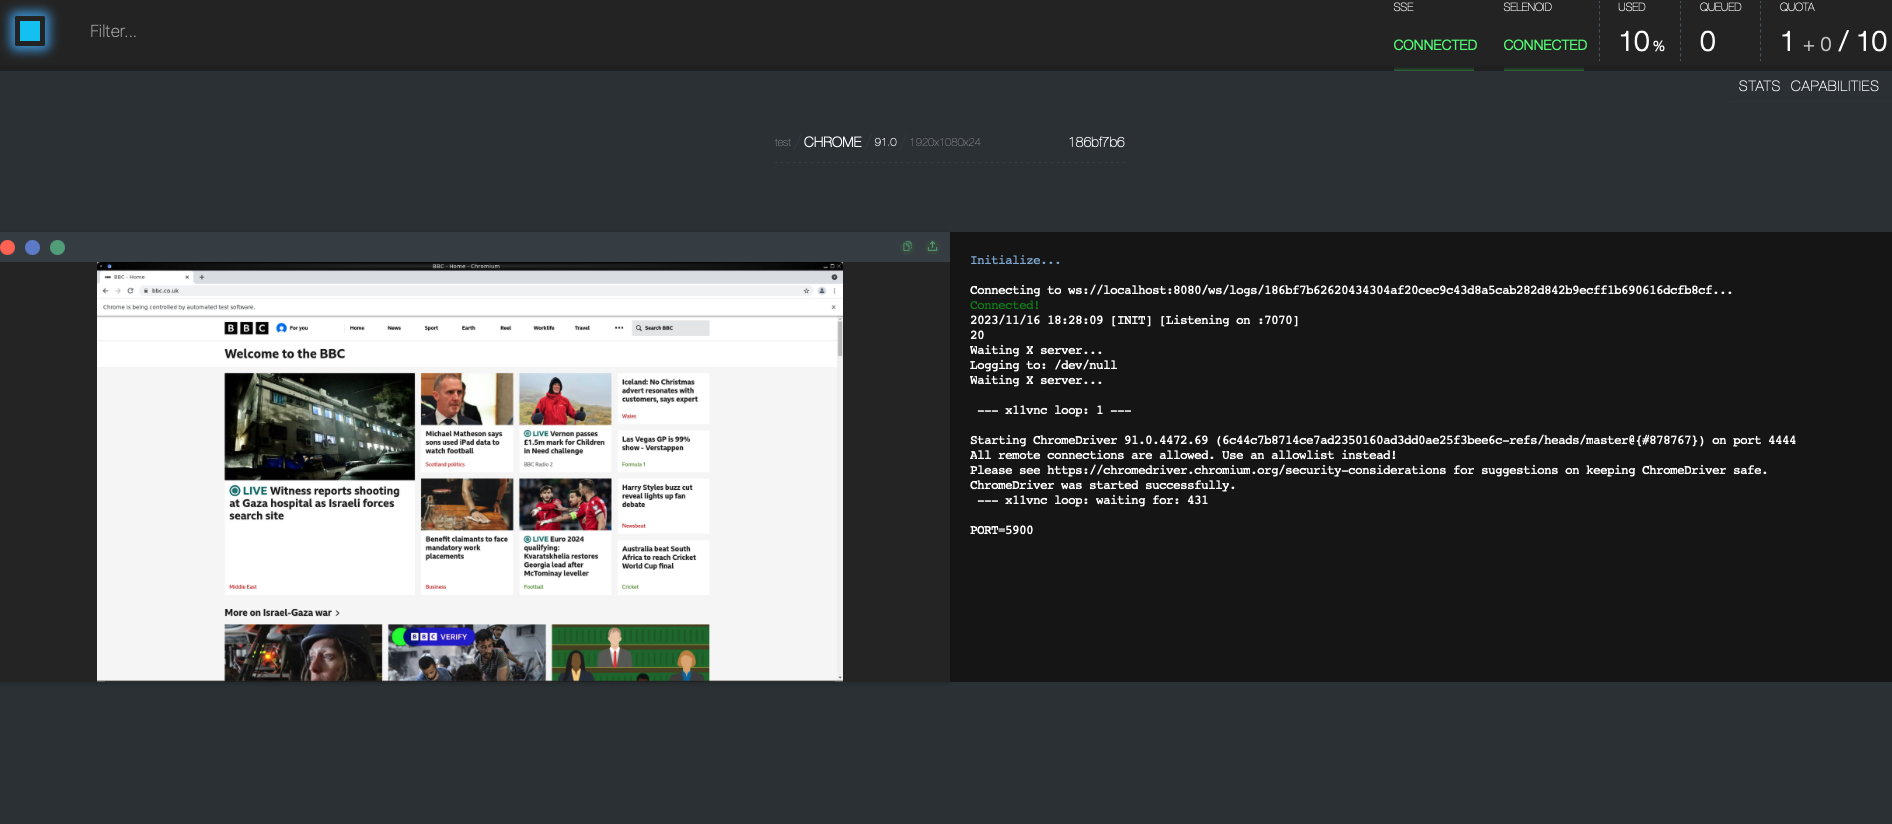 Filter...
SSE
CONNECTED
SELENOID
CONNECTED
USED
10 %
QUEUED
0
QUOTA
1 + 0 / 10
STATS CAPABILITIES
test / CHROME / 91.0 / 1920x1080x24 186bf7b6
BBC - Home - Chromium
BBC - Home
bbc.co.uk
Chrome is being controlled by automated test software.
BBC For you Home News Sport Earth Reel Worklife Travel ••• Search BBC
Welcome to the BBC
LIVE Witness reports shooting
at Gaza hospital as Israeli forces
search site
Middle East
Michael Matheson says
sons used iPad data to
watch football
Scotland politics
LIVE Vernon passes
£1.5m mark for Children
in Need challenge
BBC Radio 2
Iceland: No Christmas
advert resonates with
customers, says expert
Wales
Las Vegas GP is 99%
show - Verstappen
Formula 1
Benefit claimants to face
mandatory work
placements
Business
LIVE Euro 2024
qualifying:
Kvaratskhelia restores
Georgia lead after
McTominay leveller
Football
Harry Styles buzz cut
reveal lights up fan
debate
Newsbeat
Australia beat South
Africa to reach Cricket
World Cup final
Cricket
More on Israel-Gaza war >
BBC VERIFY
Initialize...
Connecting to ws://localhost:8080/ws/logs/186bf7b62620434304af20cec9c43d8a5cab282d842b9ecff1b690616dcfb8cf...
Connected!
2023/11/16 18:28:09 [INIT] [Listening on :7070]
20
Waiting X server...
Logging to: /dev/null
Waiting X server...
--- x11vnc loop: 1 ---
Starting ChromeDriver 91.0.4472.69 (6c44c7b8714ce7ad2350160ad3dd0ae25f3bee6c-refs/heads/master@{#878767}) on port 4444
All remote connections are allowed. Use an allowlist instead!
Please see https://chromedriver.chromium.org/security-considerations for suggestions on keeping ChromeDriver safe.
ChromeDriver was started successfully.
--- x11vnc loop: waiting for: 431
PORT=5900